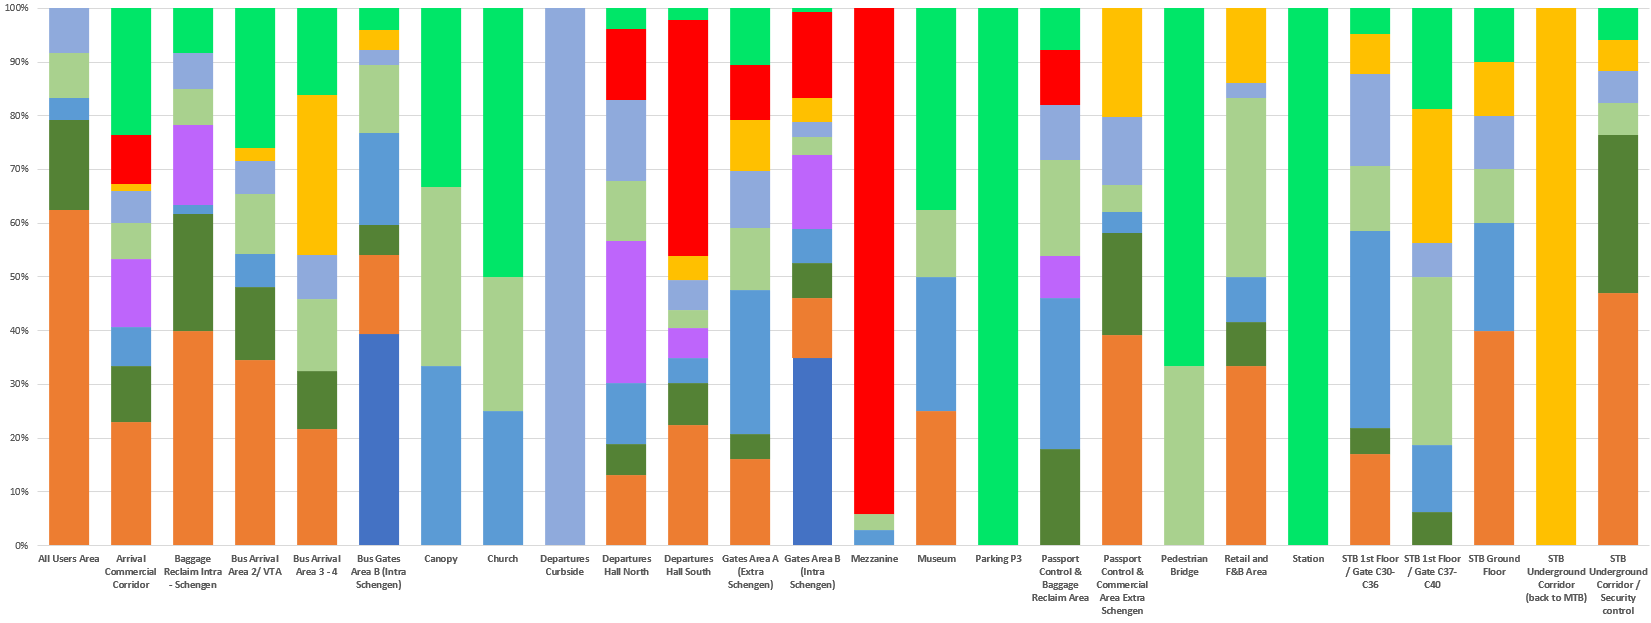 100%
90%
80%
70%
60%
50%
40%
30%
20%
10%
0%
All Users Area
Arrival
Commercial
Corridor
Baggage
Reclaim Intra
- Schengen
Bus Arrival
Area 2/ VTA
Bus Arrival
Area 3 - 4
Bus Gates
Area B (Intra
Schengen)
Canopy
Church
Departures
Curbside
Departures
Hall North
Departures
Hall South
Gates Area A
(Extra
Schengen)
Gates Area B
(Intra
Schengen)
Mezzanine
Museum
Parking P3
Passport
Control &
Baggage
Reclaim Area
Passport
Control &
Commercial
Area Extra
Schengen
Pedestrian
Bridge
Retail and
F&B Area
Station
STB 1st Floor
/ Gate C30-
C36
STB 1st Floor
/ Gate C37-
C40
STB Ground
Floor
STB
Underground
Corridor
(back to MTB)
STB
Underground
Corridor /
Security
control